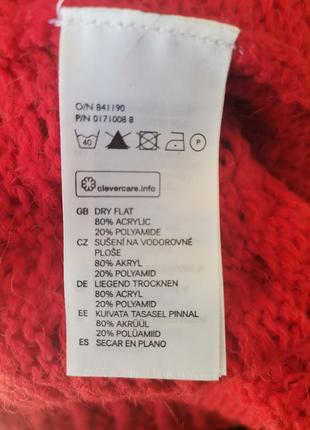 O/N 841190
P/N 0171008 8
40 P
clevercare.info
GB DRY FLAT
80% ACRYLIC
20% POLYAMIDE
CZ SUŠENÍ NA VODOROVNÉ
PLOŠE
80% AKRYL
20% POLYAMID
DE LIEGEND TROCKNEN
80% ACRYL
20% POLYAMID
EE KUIVATA TASASEL PINNAL
80% AKRÜÜL
20% POLÜAMIID
ES SECAR EN PLANO